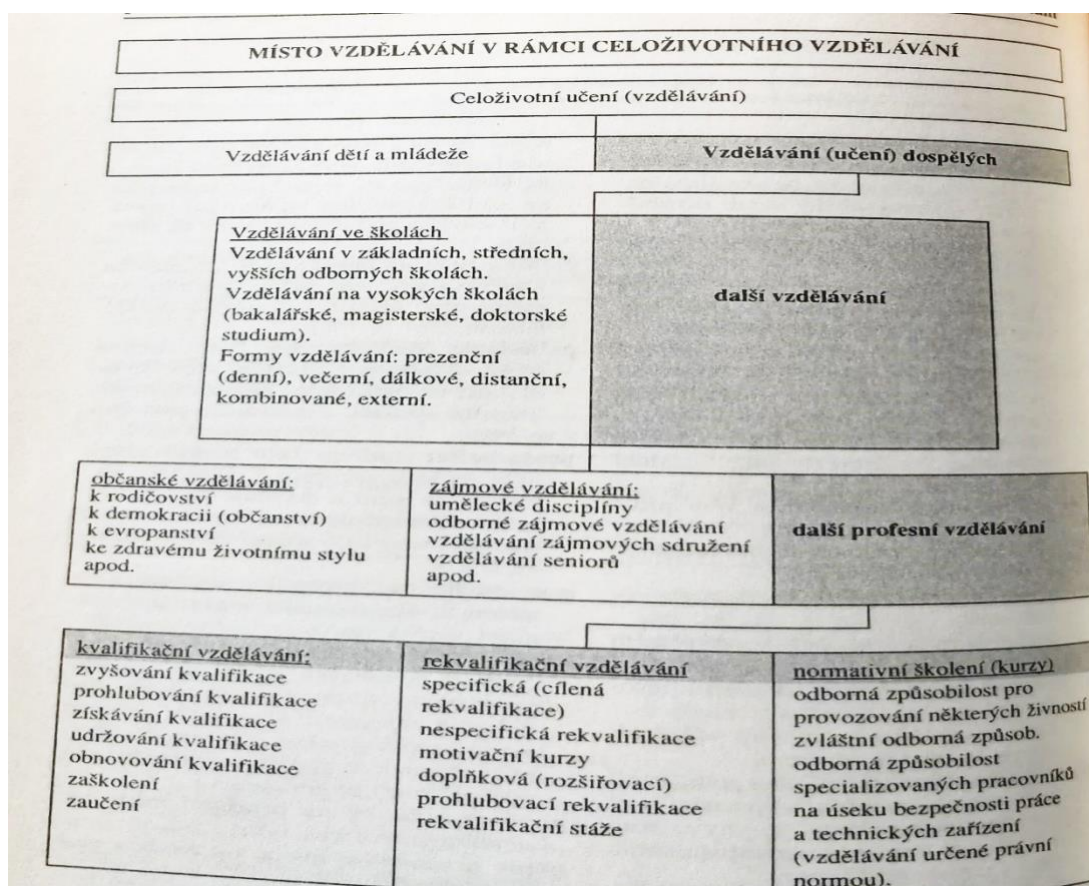 MÍSTO VZDĚLÁVÁNÍ V RÁMCI CELOŽIVOTNÍHO VZDĚLÁVÁNÍ
Celoživotní učení (vzdělávání)
Vzdělávání dětí a mládeže
Vzdělávání (učení) dospělých
Vzdělávání ve školách
Vzdělávání v základních, středních,
vyšších odborných školách.
Vzdělávání na vysokých školách
(bakalářské, magisterské, doktorské
studium).
Formy vzdělávání: prezenční
(denní), večerní, dálkové, distanční,
kombinované, externí.
další vzdělávání
občanské vzdělávání:
k rodičovství
k demokracii (občanství)
k evropanství
ke zdravému životnímu stylu
apod.
zájmové vzdělávání:
umělecké disciplíny
odborné zájmové vzdělávání
vzdělávání zájmových sdružení
vzdělávání seniorů
apod.
další profesní vzdělávání
kvalifikační vzdělávání:
zvyšování kvalifikace
prohlubování kvalifikace
získávání kvalifikace
udržování kvalifikace
obnovování kvalifikace
zaškolení
zaučení
rekvalifikační vzdělávání
specifická (cílená
rekvalifikace)
nespecifická rekvalifikace
motivační kurzy
doplňková (rozšiřovací)
prohlubovací rekvalifikace
rekvalifikační stáže
normativní školení (kurzy)
odborná způsobilost pro
provozování některých živností
zvláštní odborná způsob.
odborná způsobilost
specializovaných pracovníků
na úseku bezpečnosti práce
a technických zařízení
(vzdělávání určené právní
normou).